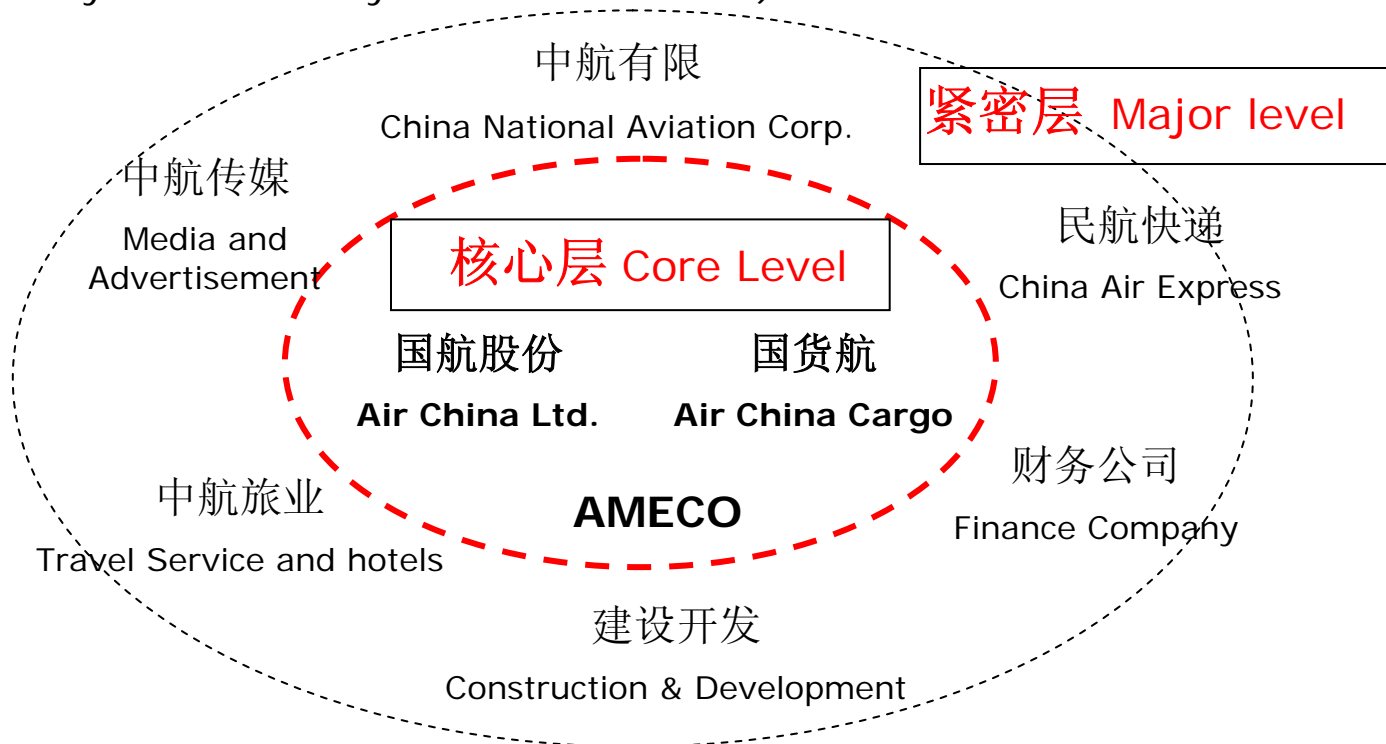 中航有限
China National Aviation Corp.
紧密层 Major level
中航传媒
Media and
Advertisement
民航快递
China Air Express
核心层 Core Level
国航股份
Air China Ltd.
国货航
Air China Cargo
中航旅业
Travel Service and hotels
AMECO
财务公司
Finance Company
建设开发
Construction & Development